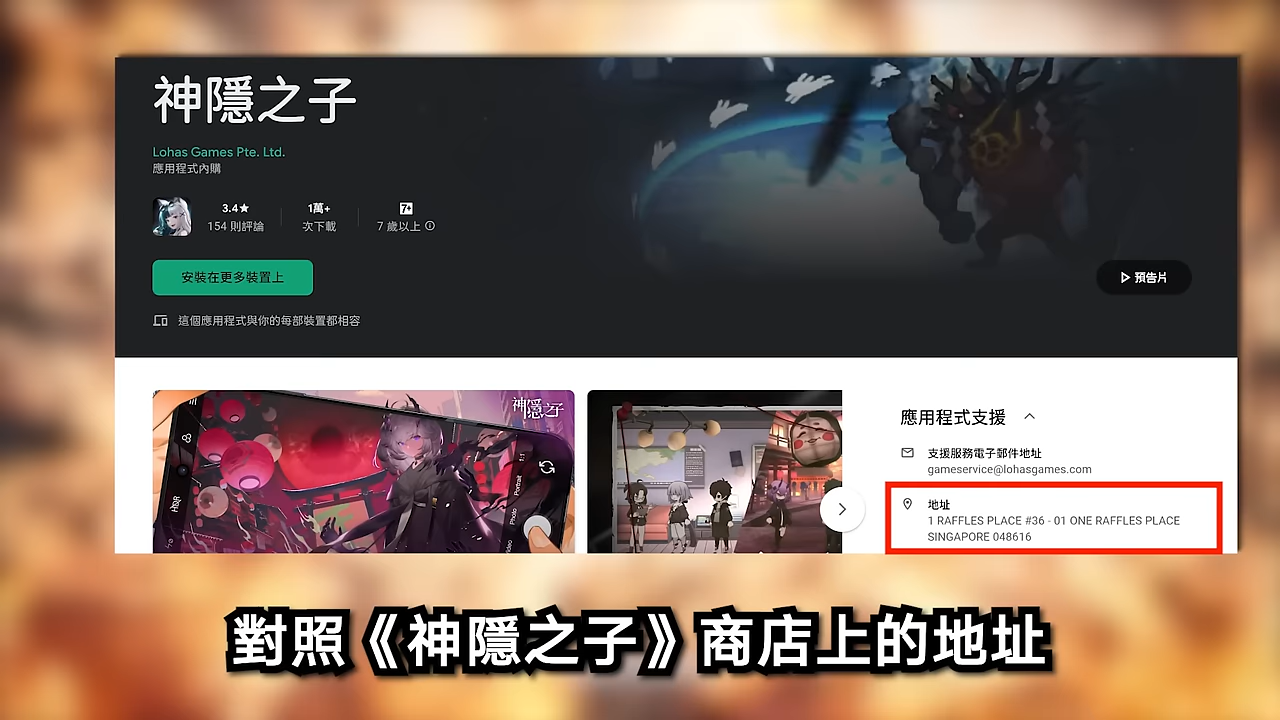 神隱之子
Lohas Games Pte. Ltd.
應用程式內購
3.4★
154 則評論
1萬+
次下載
7+
7 歲以上
安裝在更多裝置上
預告片
這個應用程式與你的每部裝置都相容
神隱之子
HDR
1:1
Portrait
Photo
應用程式支援
支援服務電子郵件地址
gameservice@lohasgames.com
地址
1 RAFFLES PLACE #36 - 01 ONE RAFFLES PLACE
SINGAPORE 048616
對照《神隱之子》商店上的地址